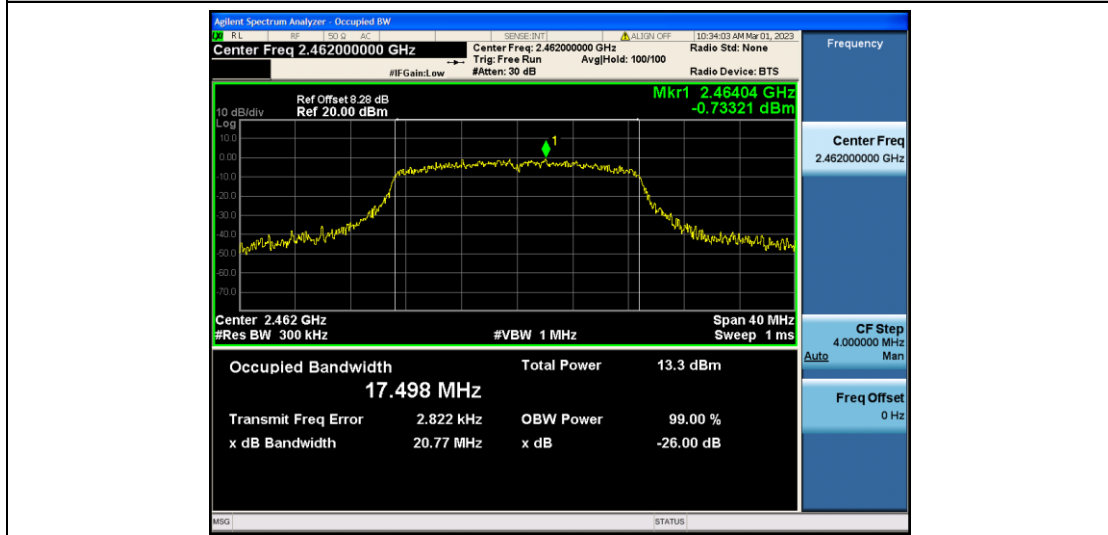 Agilent Spectrum Analyzer - Occupied BW
RL RF 50 Ω AC SENSE:INT ALIGN OFF 10:34:03 AM Mar 01, 2023
Center Freq 2.462000000 GHz Center Freq: 2.462000000 GHz Radio Std: None
Trig: Free Run Avg|Hold: 100/100
#IFGain:Low #Atten: 30 dB Radio Device: BTS
Frequency
Mkr1 2.46404 GHz
-0.73321 dBm
Ref Offset 8.28 dB
10 dB/div Ref 20.00 dBm
Log
10.0
0.00
-10.0
-20.0
-30.0
-40.0
-50.0
-60.0
-70.0
1
Center 2.462 GHz Span 40 MHz
#Res BW 300 kHz #VBW 1 MHz Sweep 1 ms
Occupied Bandwidth Total Power 13.3 dBm
17.498 MHz
Transmit Freq Error 2.822 kHz OBW Power 99.00 %
x dB Bandwidth 20.77 MHz x dB -26.00 dB
Center Freq
2.462000000 GHz
CF Step
4.000000 MHz
Auto Man
Freq Offset
0 Hz
MSG STATUS